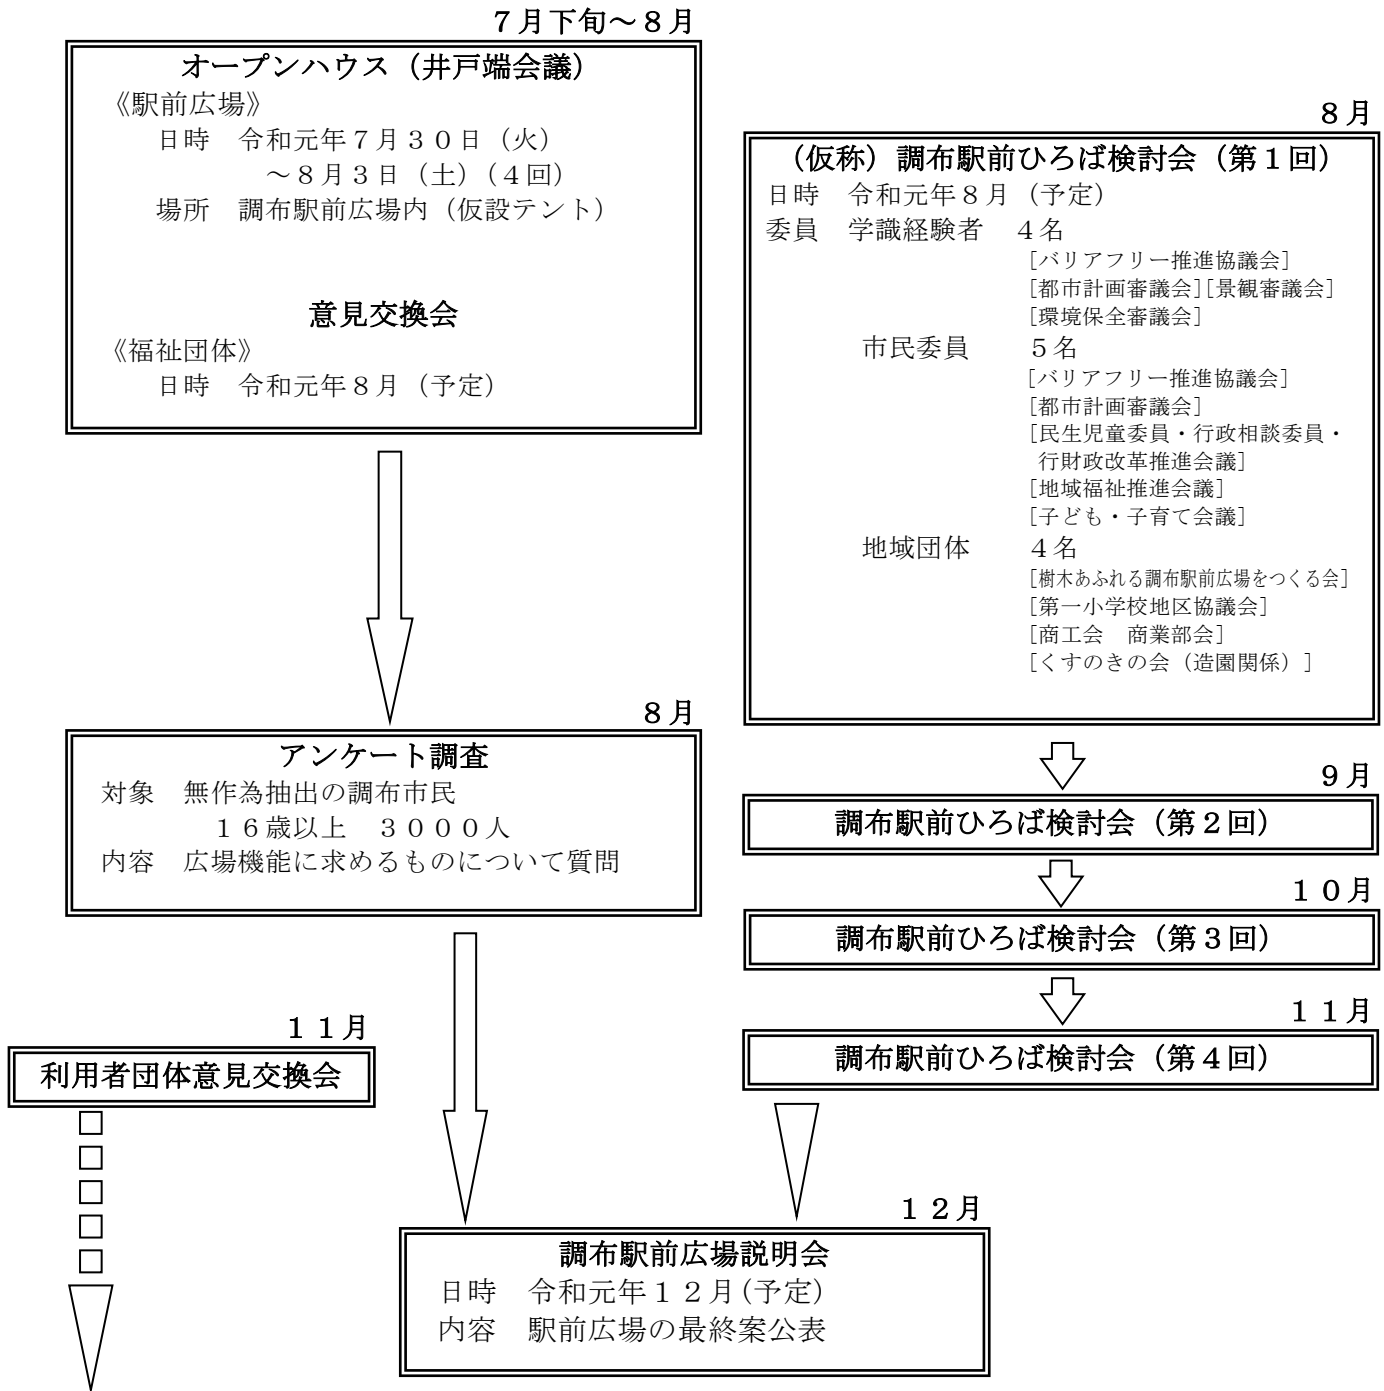 ７月下旬～８月
オープンハウス（井戸端会議）
《駅前広場》
日時　令和元年７月３０日（火）
～８月３日（土）（４回）
場所　調布駅前広場内（仮設テント）
意見交換会
《福祉団体》
日時　令和元年８月（予定）
８月
（仮称）調布駅前ひろば検討会（第１回）
日時　令和元年８月（予定）
委員　学識経験者　４名
［バリアフリー推進協議会］
［都市計画審議会］［景観審議会］
［環境保全審議会］
市民委員　５名
［バリアフリー推進協議会］
［都市計画審議会］
［民生児童委員・行政相談委員・
行財政改革推進会議］
［地域福祉推進会議］
［子ども・子育て会議］
地域団体　４名
［樹木あふれる調布駅前広場をつくる会］
［第一小学校地区協議会］
［商工会　商業部会］
［くすのきの会（造園関係）］
８月
アンケート調査
対象　無作為抽出の調布市民
１６歳以上　３０００人
内容　広場機能に求めるものについて質問
９月
調布駅前ひろば検討会（第２回）
１０月
調布駅前ひろば検討会（第３回）
１１月
調布駅前ひろば検討会（第４回）
１１月
利用者団体意見交換会
１２月
調布駅前広場説明会
日時　令和元年１２月（予定）
内容　駅前広場の最終案公表